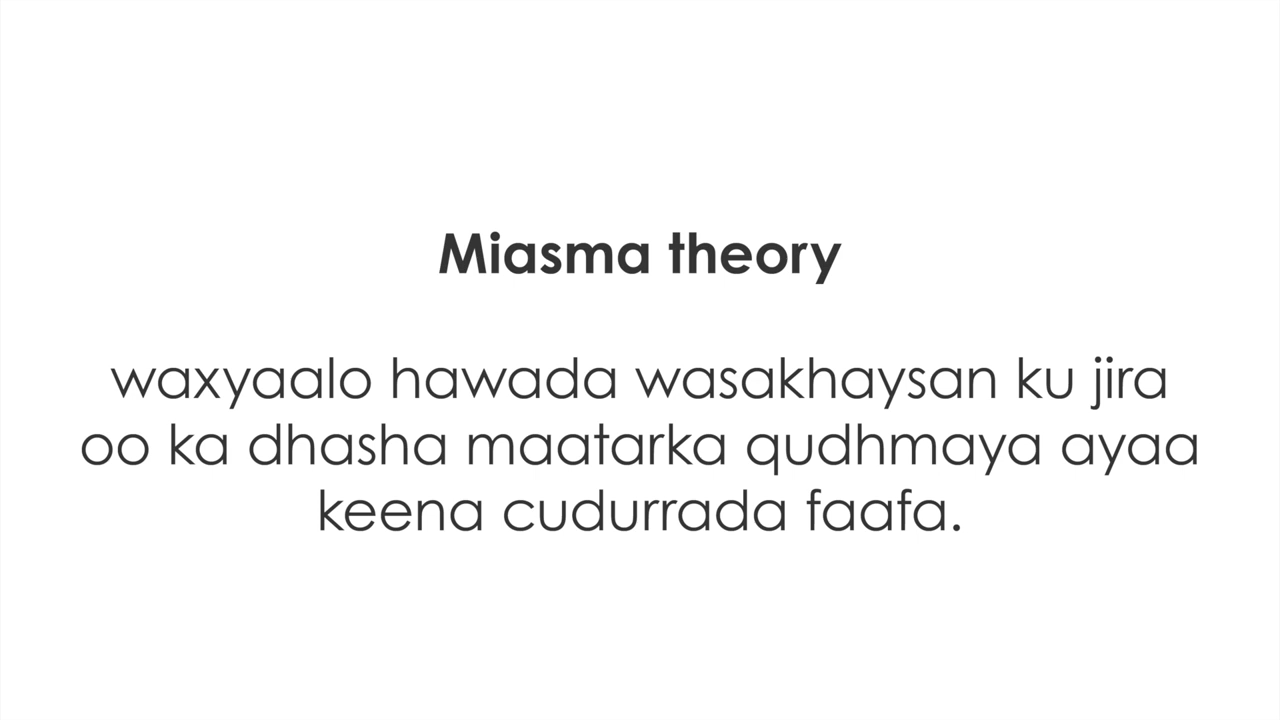 Miasma theory
waxyaalo hawada wasakhaysan ku jira
oo ka dhasha maatarka qudhmaya ayaa
keena cudurrada faafa.